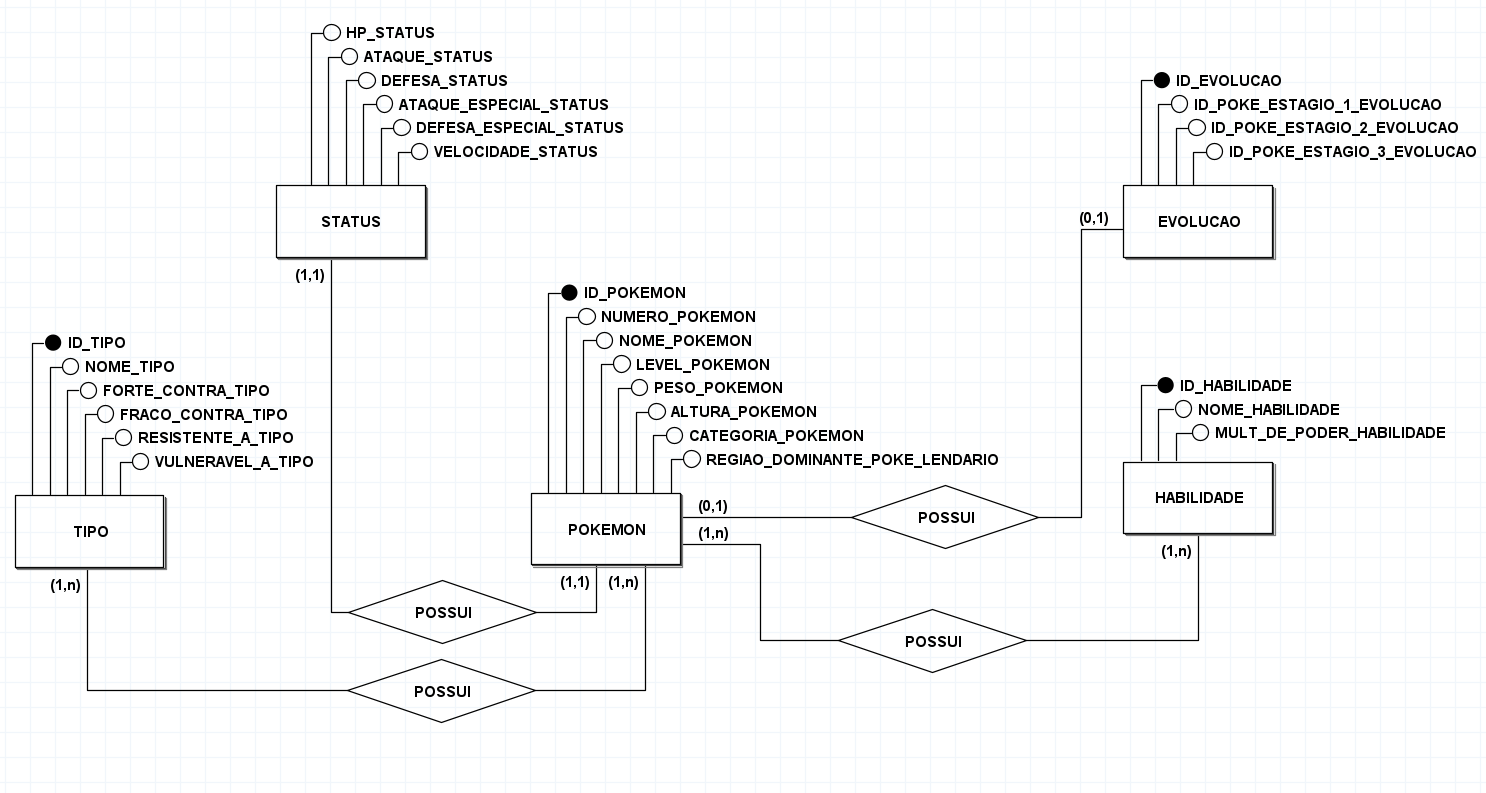 HP_STATUS
ATAQUE_STATUS
DEFESA_STATUS
ATAQUE_ESPECIAL_STATUS
DEFESA_ESPECIAL_STATUS
VELOCIDADE_STATUS
STATUS
(1,1)
ID_EVOLUCAO
ID_POKE_ESTAGIO_1_EVOLUCAO
ID_POKE_ESTAGIO_2_EVOLUCAO
ID_POKE_ESTAGIO_3_EVOLUCAO
(0,1)
EVOLUCAO
ID_POKEMON
NUMERO_POKEMON
NOME_POKEMON
LEVEL_POKEMON
PESO_POKEMON
ALTURA_POKEMON
CATEGORIA_POKEMON
REGIAO_DOMINANTE_POKE_LENDARIO
POKEMON
(0,1)
(1,n)
(1,1)
(1,n)
ID_TIPO
NOME_TIPO
FORTE_CONTRA_TIPO
FRACO_CONTRA_TIPO
RESISTENTE_A_TIPO
VULNERAVEL_A_TIPO
TIPO
(1,n)
ID_HABILIDADE
NOME_HABILIDADE
MULT_DE_PODER_HABILIDADE
HABILIDADE
(1,n)
POSSUI
POSSUI
POSSUI
POSSUI